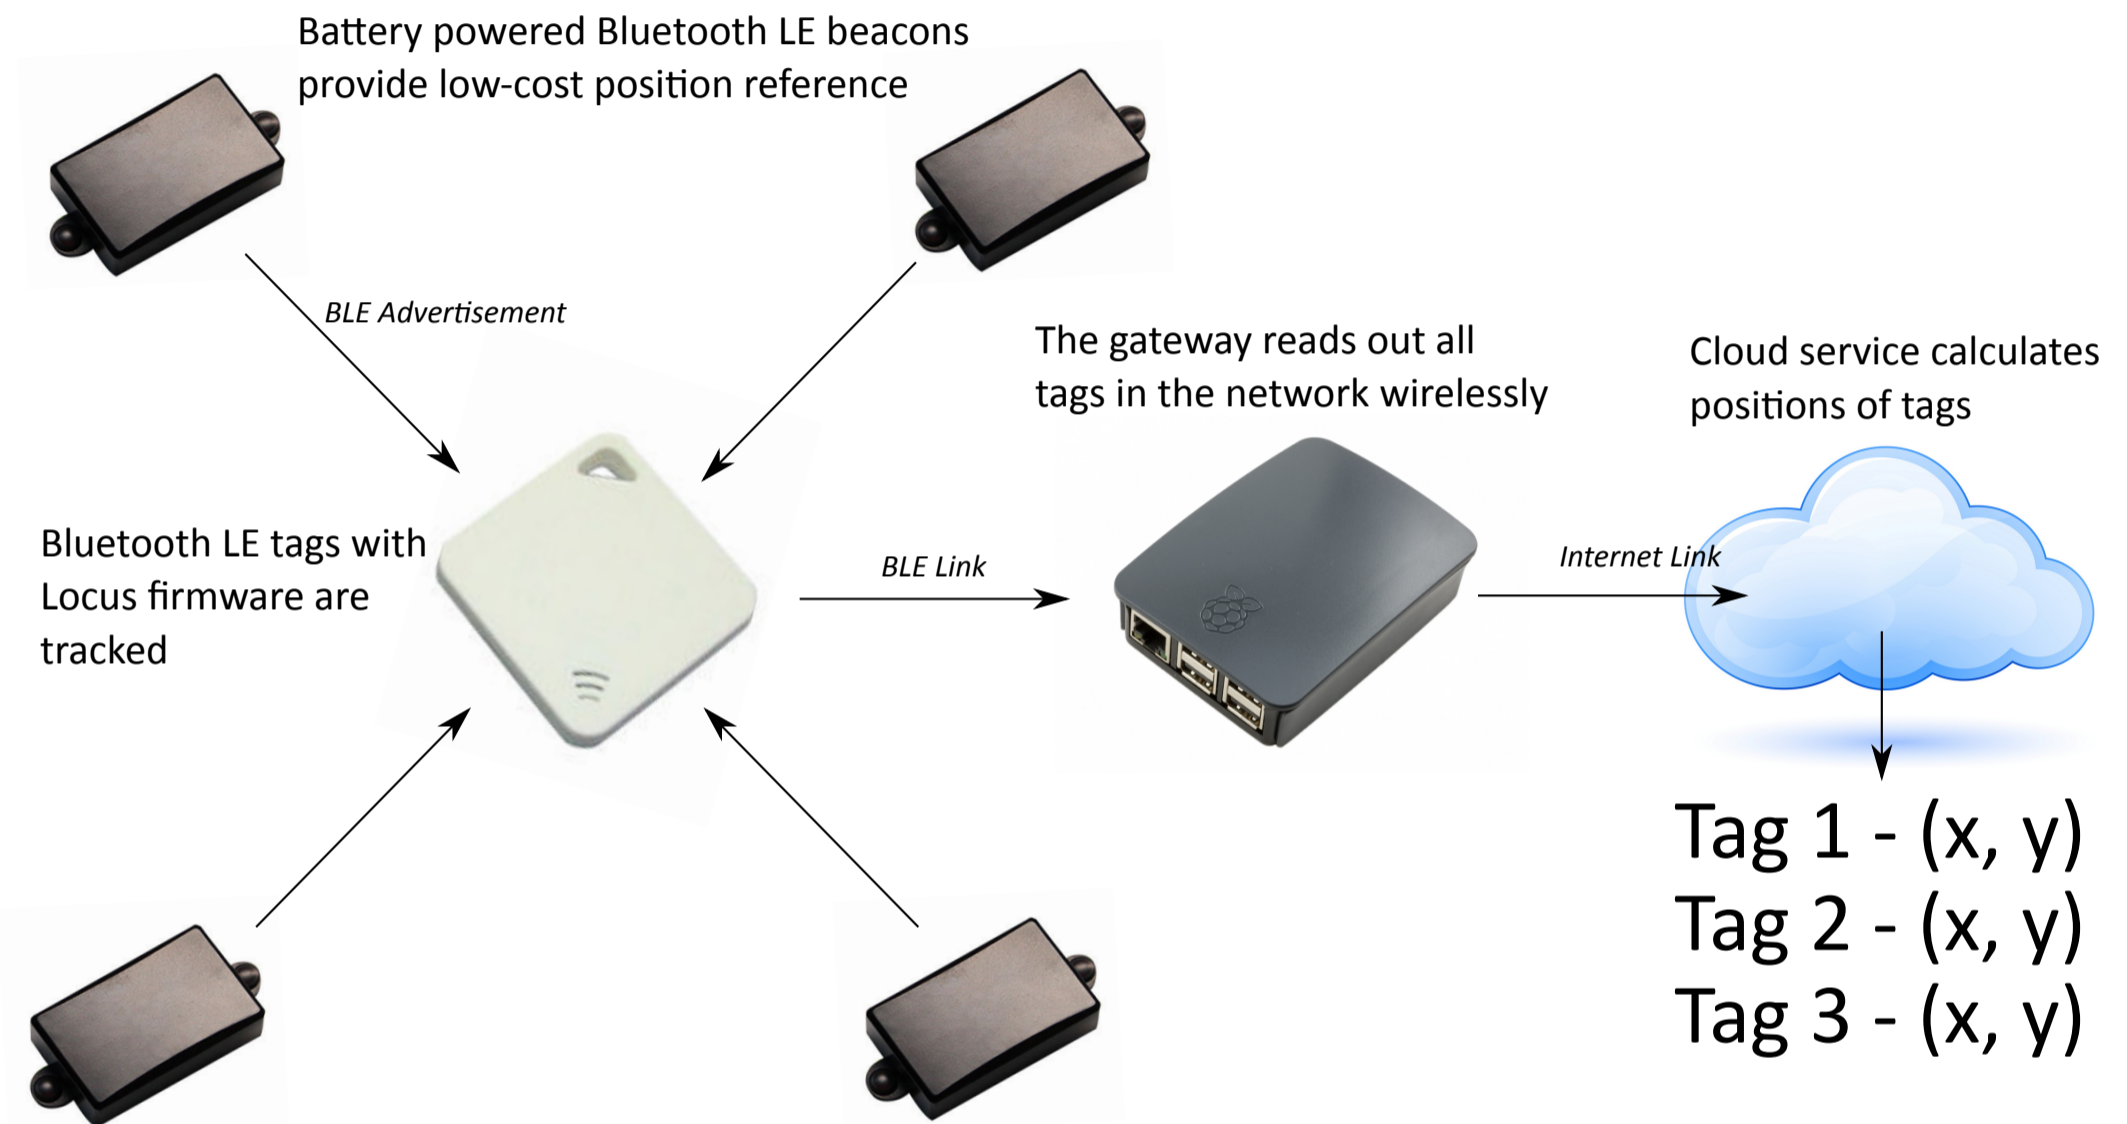 Battery powered Bluetooth LE beacons
provide low-cost position reference
BLE Advertisement
The gateway reads out all
tags in the network wirelessly
Cloud service calculates
positions of tags
Bluetooth LE tags with
Locus firmware are
tracked
BLE Link
Internet Link
Tag 1 - (x, y)
Tag 2 - (x, y)
Tag 3 - (x, y)